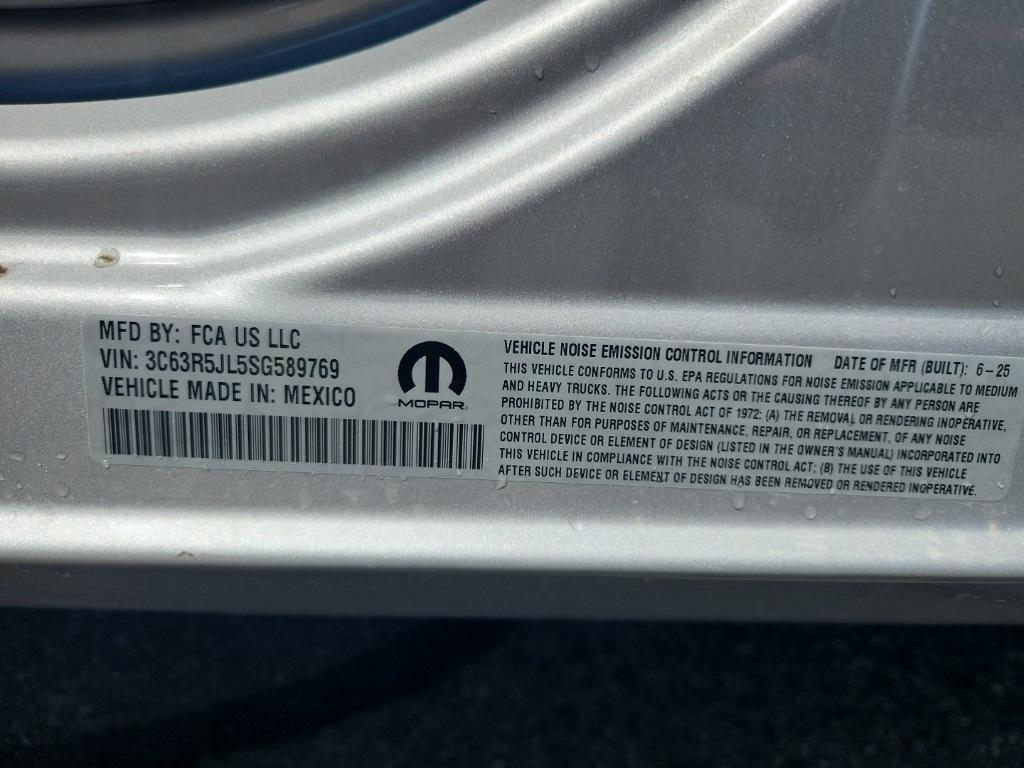 MFD BY: FCA US LLC
VIN: 3C63R5JL5SG589769
VEHICLE MADE IN: MEXICO
MOPAR
VEHICLE NOISE EMISSION CONTROL INFORMATION DATE OF MFR (BUILT): 6-25
THIS VEHICLE CONFORMS TO U.S. EPA REGULATIONS FOR NOISE EMISSION APPLICABLE TO MEDIUM
AND HEAVY TRUCKS. THE FOLLOWING ACTS OR THE CAUSING THEREOF BY ANY PERSON ARE
PROHIBITED BY THE NOISE CONTROL ACT OF 1972: (A) THE REMOVAL OR RENDERING INOPERATIVE,
OTHER THAN FOR PURPOSES OF MAINTENANCE, REPAIR, OR REPLACEMENT, OF ANY NOISE
CONTROL DEVICE OR ELEMENT OF DESIGN (LISTED IN THE OWNER'S MANUAL) INCORPORATED INTO
THIS VEHICLE IN COMPLIANCE WITH THE NOISE CONTROL ACT; (B) THE USE OF THIS VEHICLE
AFTER SUCH DEVICE OR ELEMENT OF DESIGN HAS BEEN REMOVED OR RENDERED INOPERATIVE.